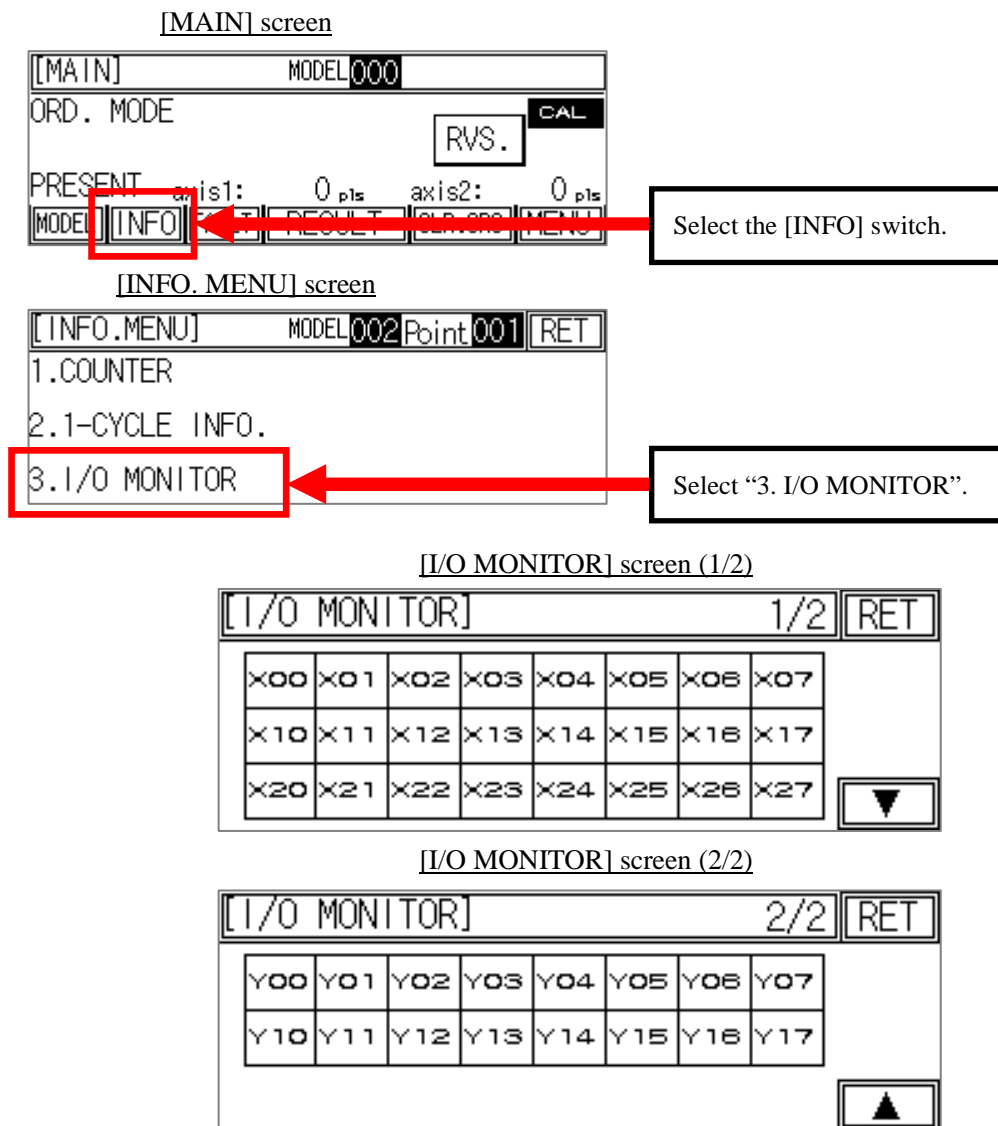 [MAIN] screen
[MAIN] MODEL 000
ORD. MODE CAL
RVS.
PRESENT axis1: 0 pls axis2: 0 pls
MODEL INFO MENU
Select the [INFO] switch.
[INFO. MENU] screen
[INFO.MENU] MODEL 002 Point 001 RET
1.COUNTER
2.1-CYCLE INFO.
3.I/O MONITOR
Select “3. I/O MONITOR”.
[I/O MONITOR] screen (1/2)
[I/O MONITOR] 1/2 RET
X00 X01 X02 X03 X04 X05 X06 X07
X10 X11 X12 X13 X14 X15 X16 X17
X20 X21 X22 X23 X24 X25 X26 X27
▼
[I/O MONITOR] screen (2/2)
[I/O MONITOR] 2/2 RET
Y00 Y01 Y02 Y03 Y04 Y05 Y06 Y07
Y10 Y11 Y12 Y13 Y14 Y15 Y16 Y17
▲